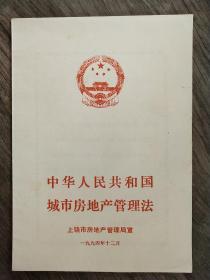 中华人民共和国
城市房地产管理法
上饶市房地产管理局宣
一九九四年十二月